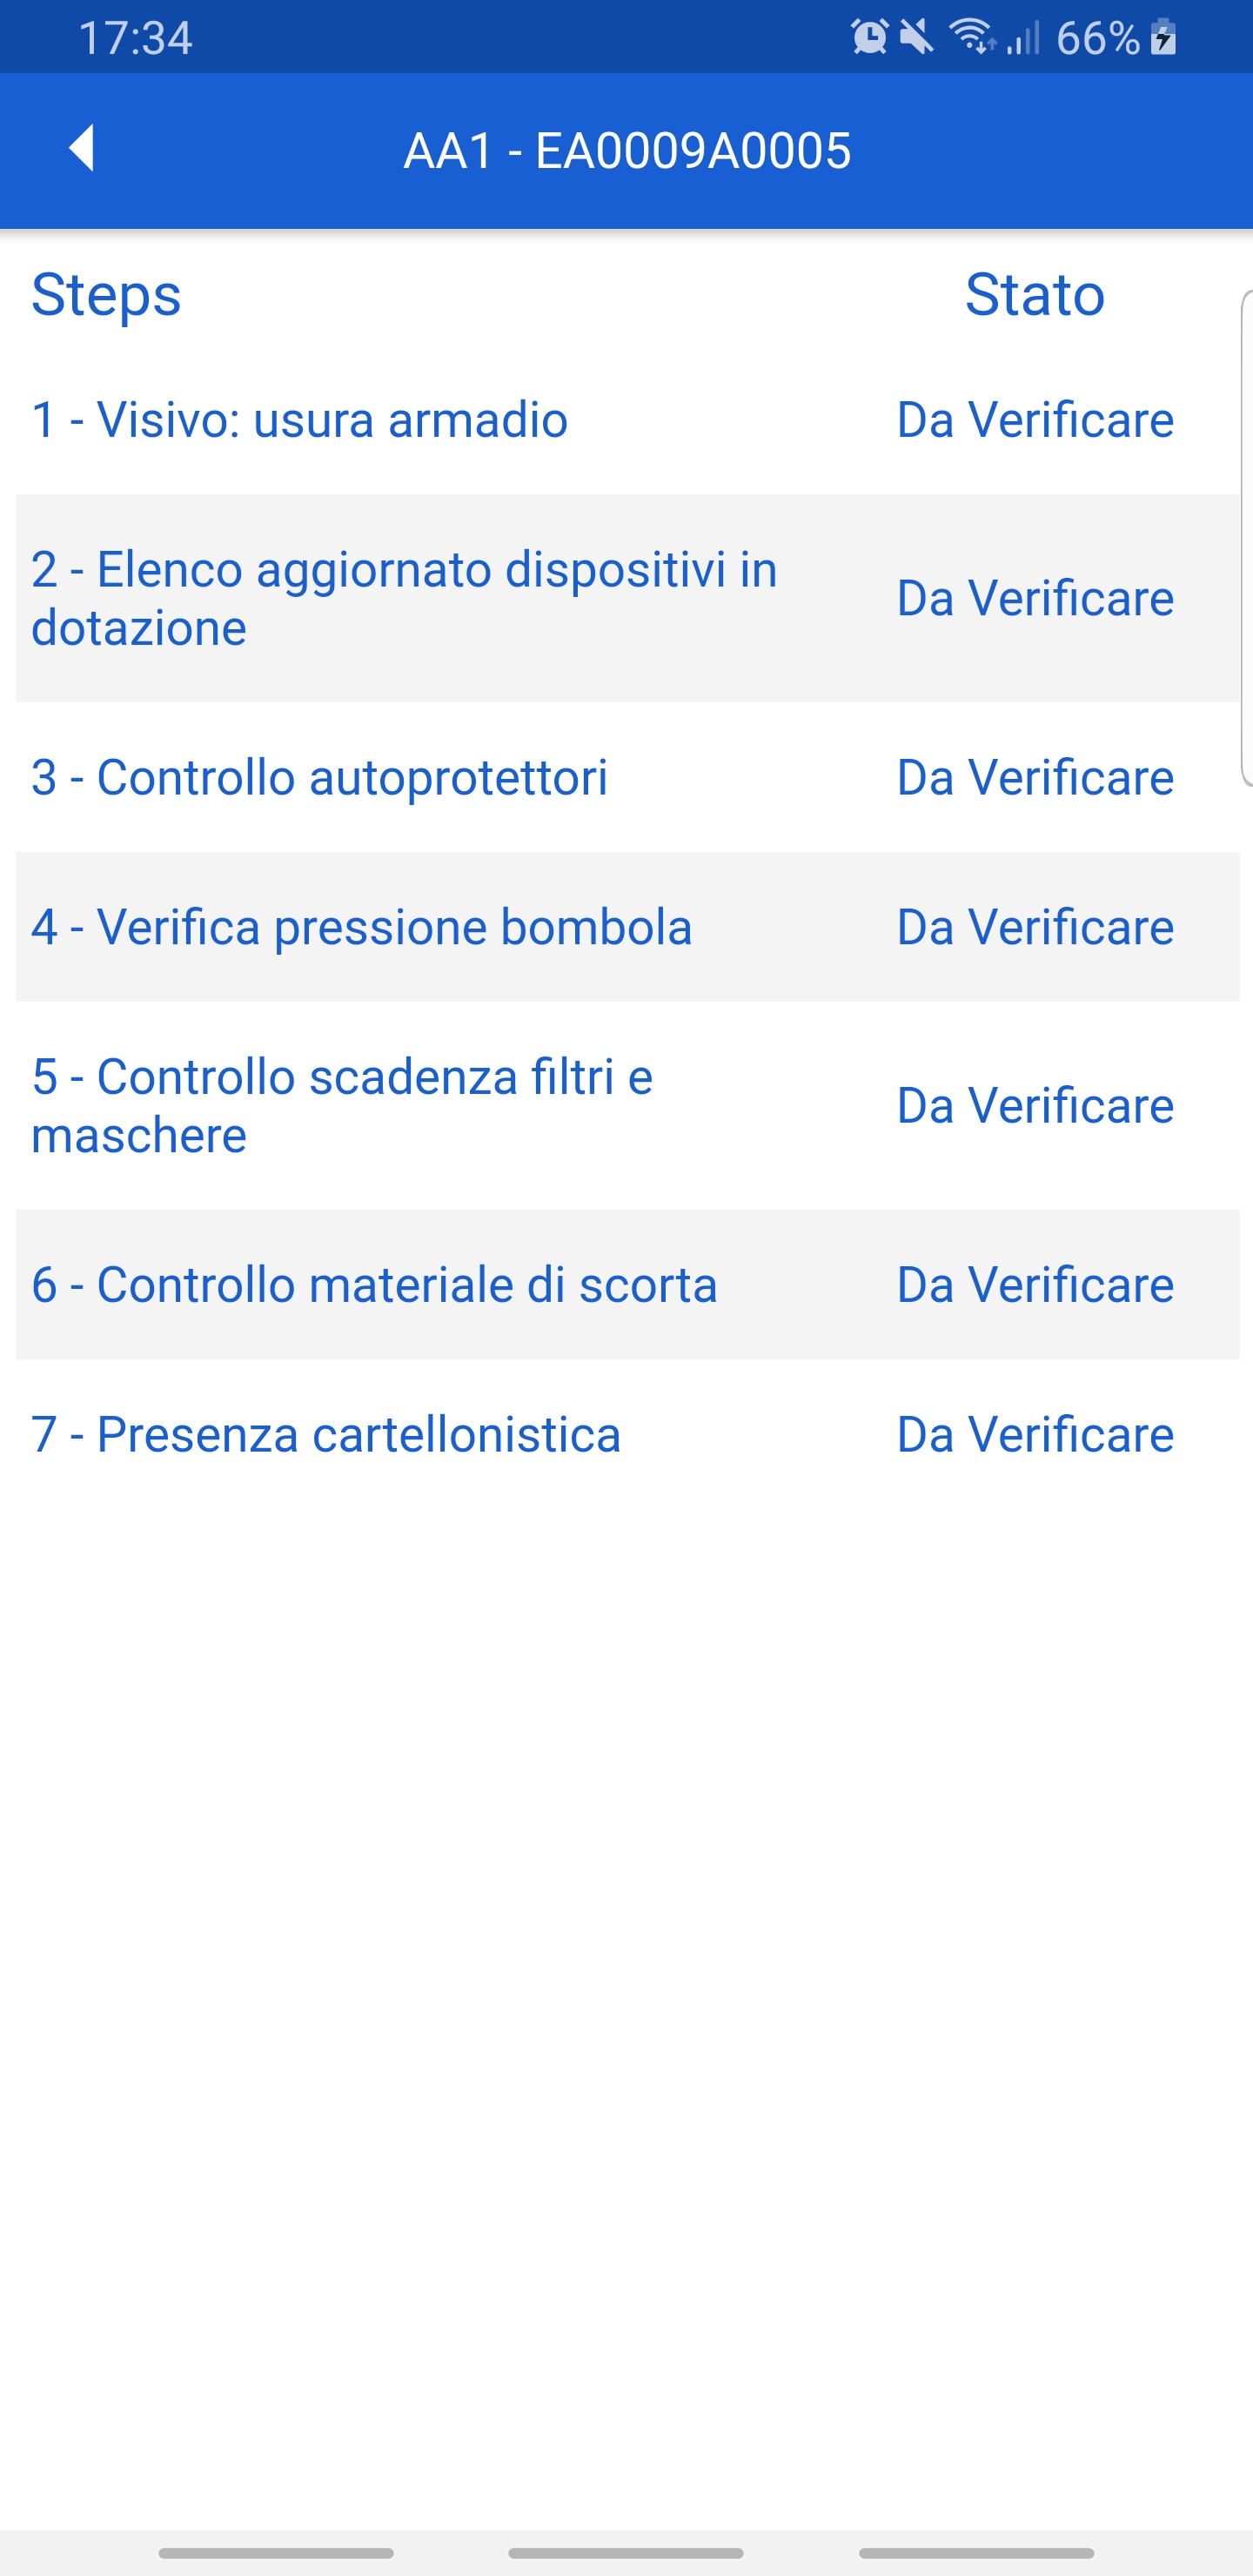 17:34
66%
AA1 - EA0009A0005
Steps
Stato
1 - Visivo: usura armadio
Da Verificare
2 - Elenco aggiornato dispositivi in
dotazione
Da Verificare
3 - Controllo autoprotettori
Da Verificare
4 - Verifica pressione bombola
Da Verificare
5 - Controllo scadenza filtri e
maschere
Da Verificare
6 - Controllo materiale di scorta
Da Verificare
7 - Presenza cartellonistica
Da Verificare